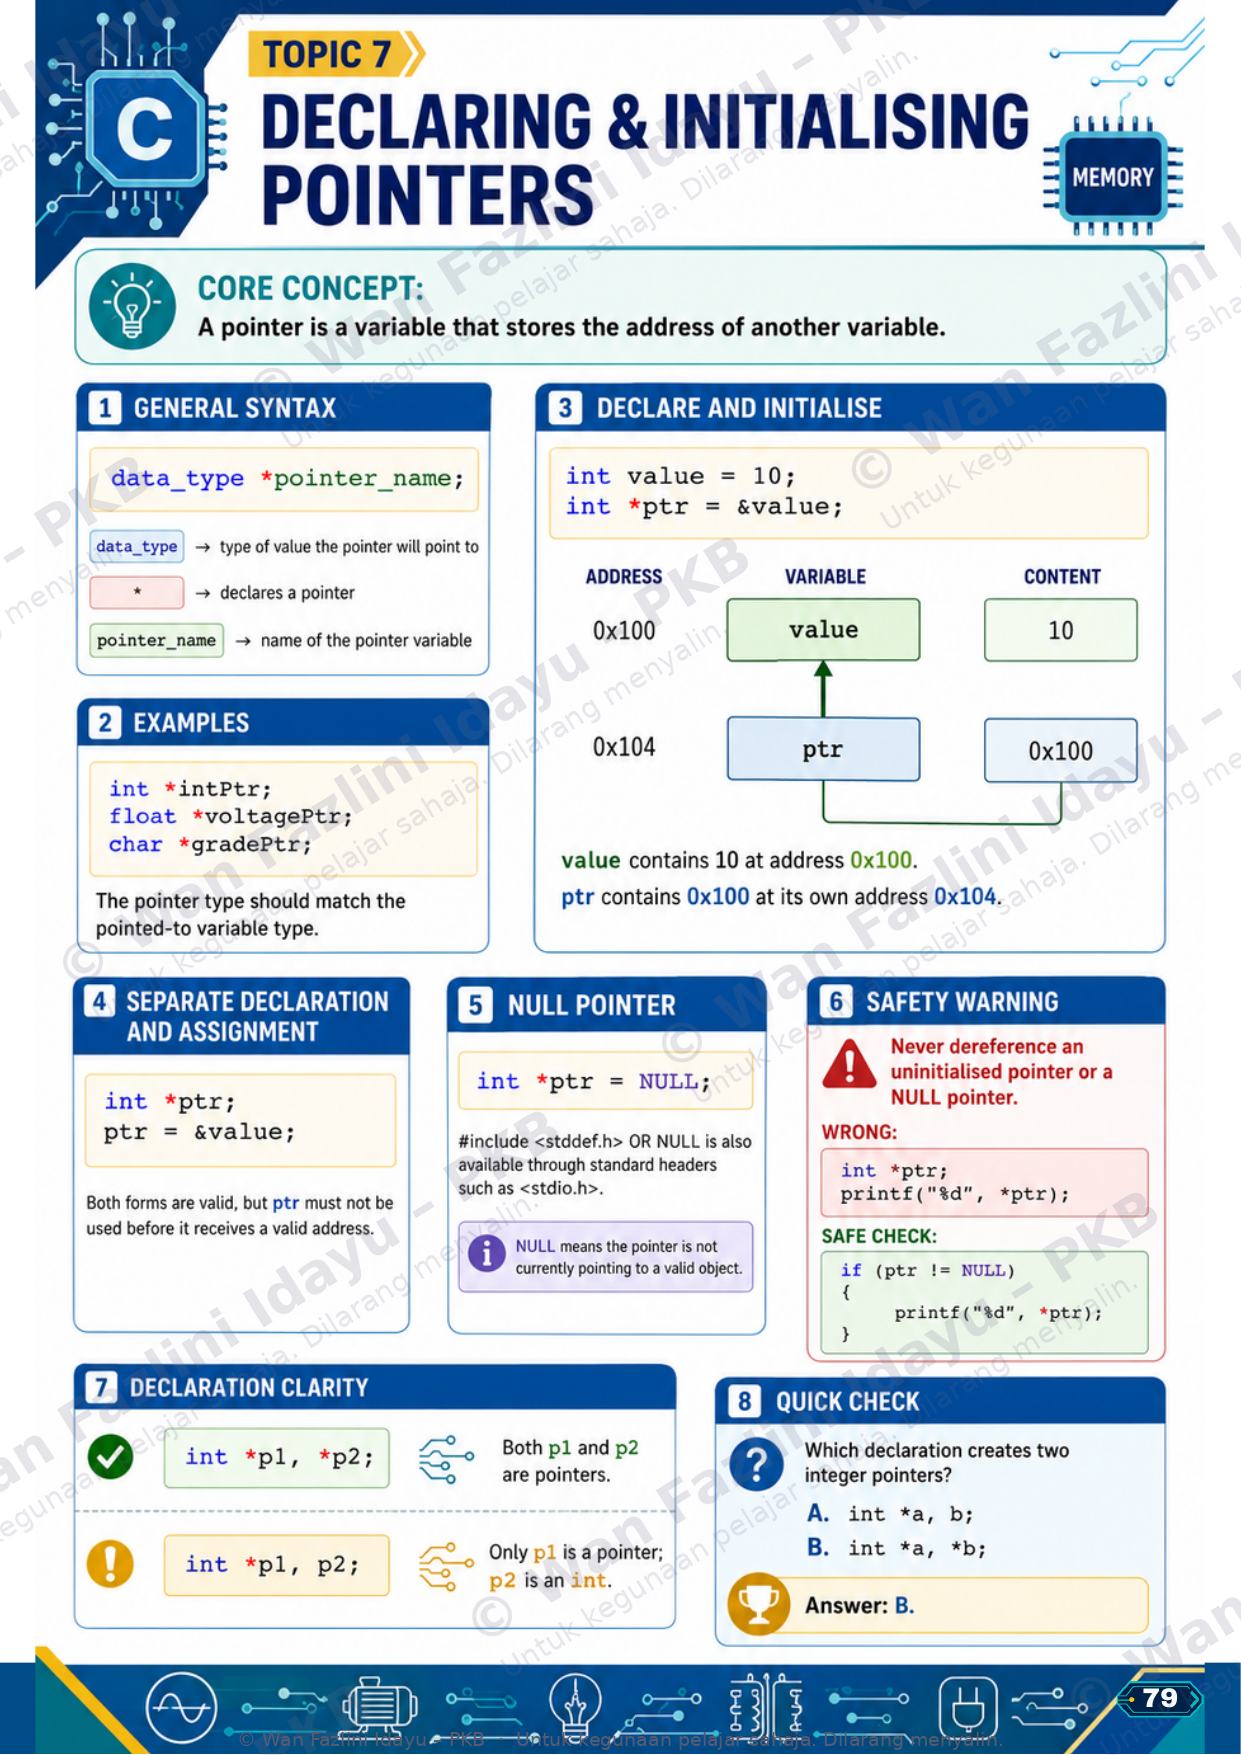 TOPIC 7
C
DECLARING & INITIALISING
POINTERS
MEMORY
CORE CONCEPT:
A pointer is a variable that stores the address of another variable.
1 GENERAL SYNTAX
data_type *pointer_name;
data_type → type of value the pointer will point to
* → declares a pointer
pointer_name → name of the pointer variable
2 EXAMPLES
int *intPtr;
float *voltagePtr;
char *gradePtr;
The pointer type should match the
pointed-to variable type.
3 DECLARE AND INITIALISE
int value = 10;
int *ptr = &value;
ADDRESS VARIABLE CONTENT
0x100 value 10
0x104 ptr 0x100
value contains 10 at address 0x100.
ptr contains 0x100 at its own address 0x104.
4 SEPARATE DECLARATION
AND ASSIGNMENT
int *ptr;
ptr = &value;
Both forms are valid, but ptr must not be
used before it receives a valid address.
5 NULL POINTER
int *ptr = NULL;
#include <stddef.h> OR NULL is also
available through standard headers
such as <stdio.h>.
i
NULL means the pointer is not
currently pointing to a valid object.
6 SAFETY WARNING
Never dereference an
uninitialised pointer or a
NULL pointer.
WRONG:
int *ptr;
printf("%d", *ptr);
SAFE CHECK:
if (ptr != NULL)
{
printf("%d", *ptr);
}
7 DECLARATION CLARITY
int *p1, *p2;
Both p1 and p2
are pointers.
int *p1, p2;
Only p1 is a pointer;
p2 is an int.
8 QUICK CHECK
Which declaration creates two
integer pointers?
A. int *a, b;
B. int *a, *b;
Answer: B.
79
© Wan Fazlini Idayu - PKB
Untuk kegunaan pelajar sahaja. Dilarang menyalin.
© Wan Fazlini Idayu - PKB - Untuk kegunaan pelajar sahaja. Dilarang menyalin.